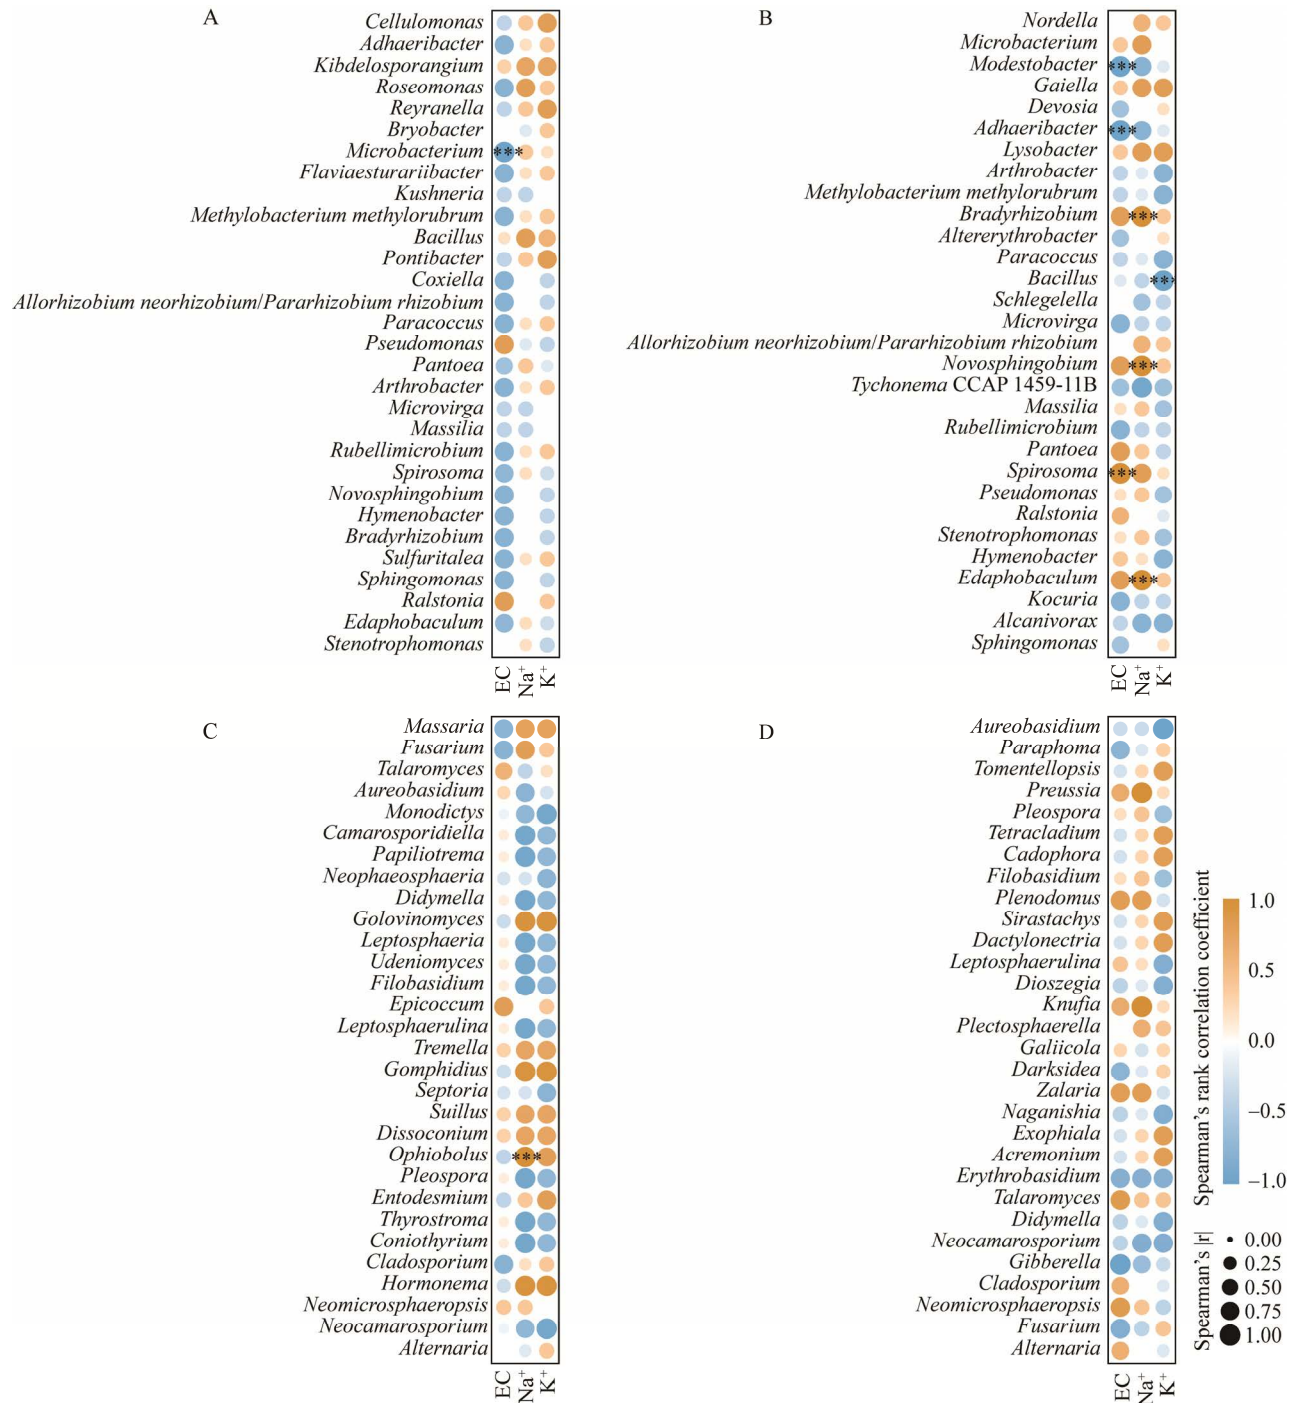 A
Cellulomonas
Adhaeribacter
Kibdelosporangium
Roseomonas
Reyranella
Bryobacter
Microbacterium ***
Flaviaesturariibacter
Kushneria
Methylobacterium methylorubrum
Bacillus
Pontibacter
Coxiella
Allorhizobium neorhizobium/Pararhizobium rhizobium
Paracoccus
Pseudomonas
Pantoea
Arthrobacter
Microvirga
Massilia
Rubellimicrobium
Spirosoma
Novosphingobium
Hymenobacter
Bradyrhizobium
Sulfuritalea
Sphingomonas
Ralstonia
Edaphobaculum
Stenotrophomonas
EC
Na+
K+
B
Nordella
Microbacterium
Modestobacter ***
Gaiella
Devosia
Adhaeribacter ***
Lysobacter
Arthrobacter
Methylobacterium methylorubrum
Bradyrhizobium ***
Altererythrobacter
Paracoccus
Bacillus ***
Schlegelella
Microvirga
Allorhizobium neorhizobium/Pararhizobium rhizobium
Novosphingobium ***
Tychonema CCAP 1459-11B
Massilia
Rubellimicrobium
Pantoea
Spirosoma ***
Pseudomonas
Ralstonia
Stenotrophomonas
Hymenobacter
Edaphobaculum ***
Kocuria
Alcanivorax
Sphingomonas
EC
Na+
K+
C
Massaria
Fusarium
Talaromyces
Aureobasidium
Monodictys
Camarosporidiella
Papiliotrema
Neophaeosphaeria
Didymella
Golovinomyces
Leptosphaeria
Udeniomyces
Filobasidium
Epicoccum
Leptosphaerulina
Tremella
Gomphidius
Septoria
Suillus
Dissoconium
Ophiobolus ***
Pleospora
Entodesmium
Thyrostroma
Coniothyrium
Cladosporium
Hormonema
Neomicrosphaeropsis
Neocamarosporium
Alternaria
EC
Na+
K+
D
Aureobasidium
Paraphoma
Tomentellopsis
Preussia
Pleospora
Tetracladium
Cadophora
Filobasidium
Plenodomus
Sirastachys
Dactylonectria
Leptosphaerulina
Dioszegia
Knufia
Plectosphaerella
Galiicola
Darksidea
Zalaria
Naganishia
Exophiala
Acremonium
Erythrobasidium
Talaromyces
Didymella
Neocamarosporium
Gibberella
Cladosporium
Neomicrosphaeropsis
Fusarium
Alternaria
EC
Na+
K+
Spearman's rank correlation coefficient
1.0
0.5
0.0
−0.5
−1.0
Spearman's |r|
0.00
0.25
0.50
0.75
1.00